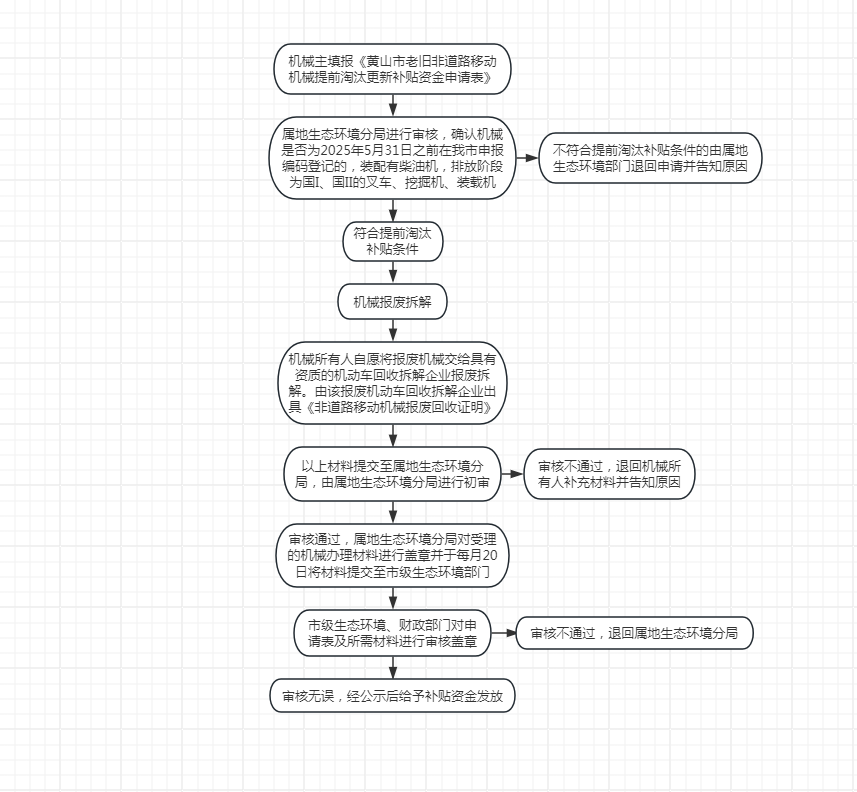 机械主填报《黄山市老旧非道路移动
机械提前淘汰更新补贴资金申请表》
属地生态环境分局进行审核，确认机械
是否为2025年5月31日之前在我市申报
编码登记的，装配有柴油机，排放阶段
为国I、国II的叉车、挖掘机、装载机
不符合提前淘汰补贴条件的由属地
生态环境部门退回申请并告知原因
符合提前淘汰
补贴条件
机械报废拆解
机械所有人自愿将报废机械交给具有
资质的机动车回收拆解企业报废拆
解。由该报废机动车回收拆解企业出
具《非道路移动机械报废回收证明》
以上材料提交至属地生态环境分
局，由属地生态环境分局进行初审
审核不通过，退回机械所
有人补充材料并告知原因
审核通过，属地生态环境分局对受理
的机械办理材料进行盖章并于每月20
日将材料提交至市级生态环境部门
市级生态环境、财政部门对申
请表及所需材料进行审核盖章
审核不通过，退回属地生态环境分局
审核无误，经公示后给予补贴资金发放